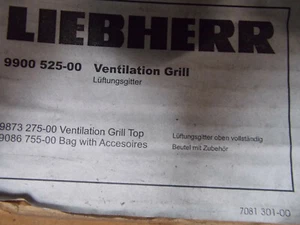 LIEBHERR
9900 525-00 Ventilation Grill
Lüftungsgitter
9873 275-00 Ventilation Grill Top Lüftungsgitter oben vollständig
9086 755-00 Bag with Accesoires Beutel mit Zubehör
7081 301-00